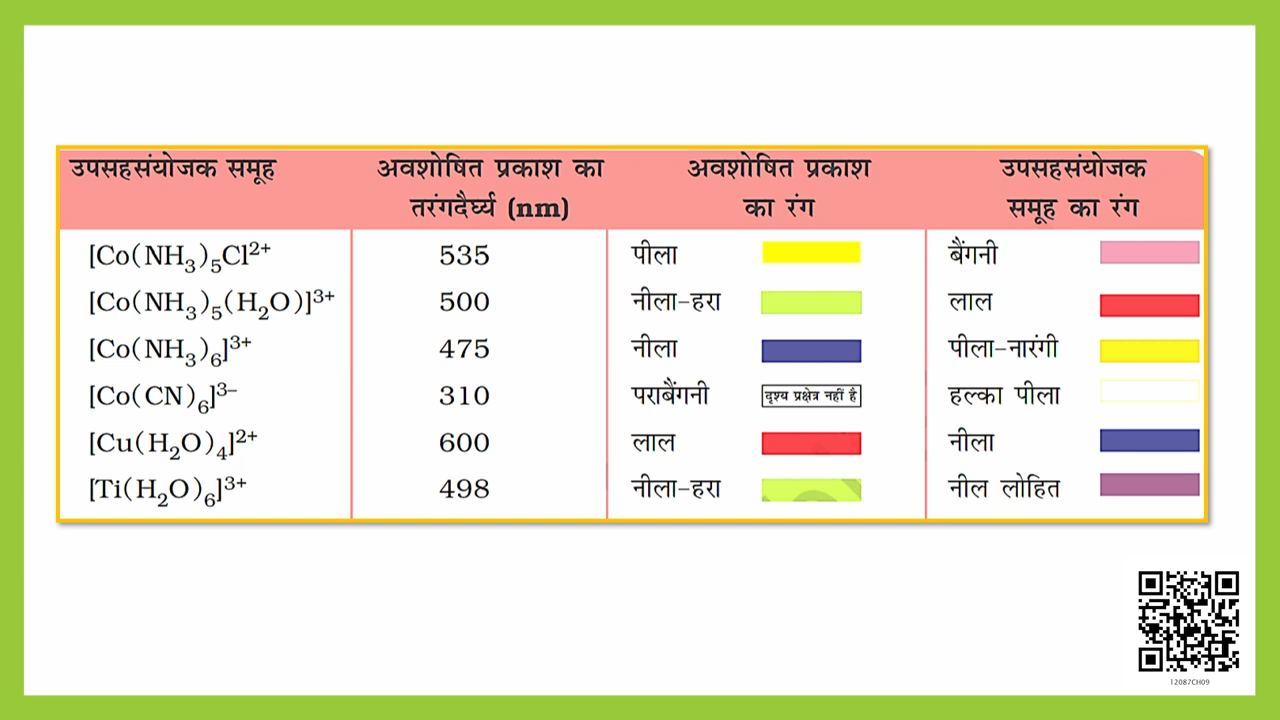 उपसहसंयोजक समूह अवशोषित प्रकाश का अवशोषित प्रकाश उपसहसंयोजक
तरंगदैर्घ्य (nm) का रंग समूह का रंग
[Co(NH₃)₅Cl²⁺ 535 पीला बैंगनी
[Co(NH₃)₅(H₂O)]³⁺ 500 नीला-हरा लाल
[Co(NH₃)₆]³⁺ 475 नीला पीला-नारंगी
[Co(CN)₆]³⁻ 310 पराबैंगनी दृश्य प्रक्षेत्र नहीं है हल्का पीला
[Cu(H₂O)₄]²⁺ 600 लाल नीला
[Ti(H₂O)₆]³⁺ 498 नीला-हरा नील लोहित
12087CH09